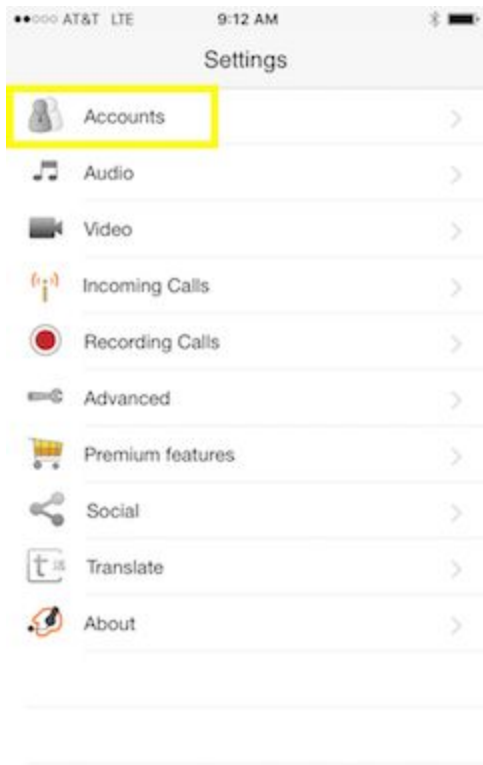 AT&T LTE 9:12 AM
Settings
Accounts
Audio
Video
Incoming Calls
Recording Calls
Advanced
Premium features
Social
Translate
About